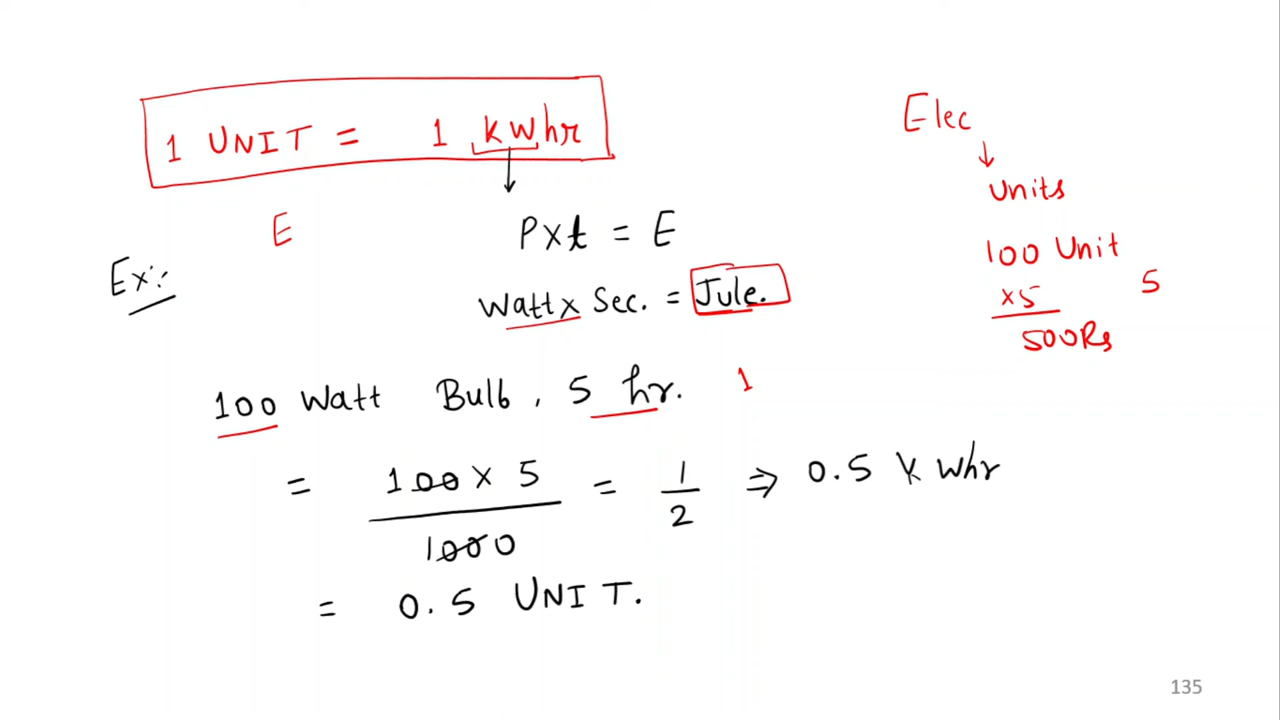 1 UNIT = 1 kWhr
E
P x t = E
Ex:-
Watt x Sec. = Jule.
100 Watt Bulb, 5 hr. 1
= 100 x 5 / 1000 = 1/2 => 0.5 K Whr
= 0.5 UNIT.
Elec
↓
Units
100 Unit
x5 5
500Rs
135